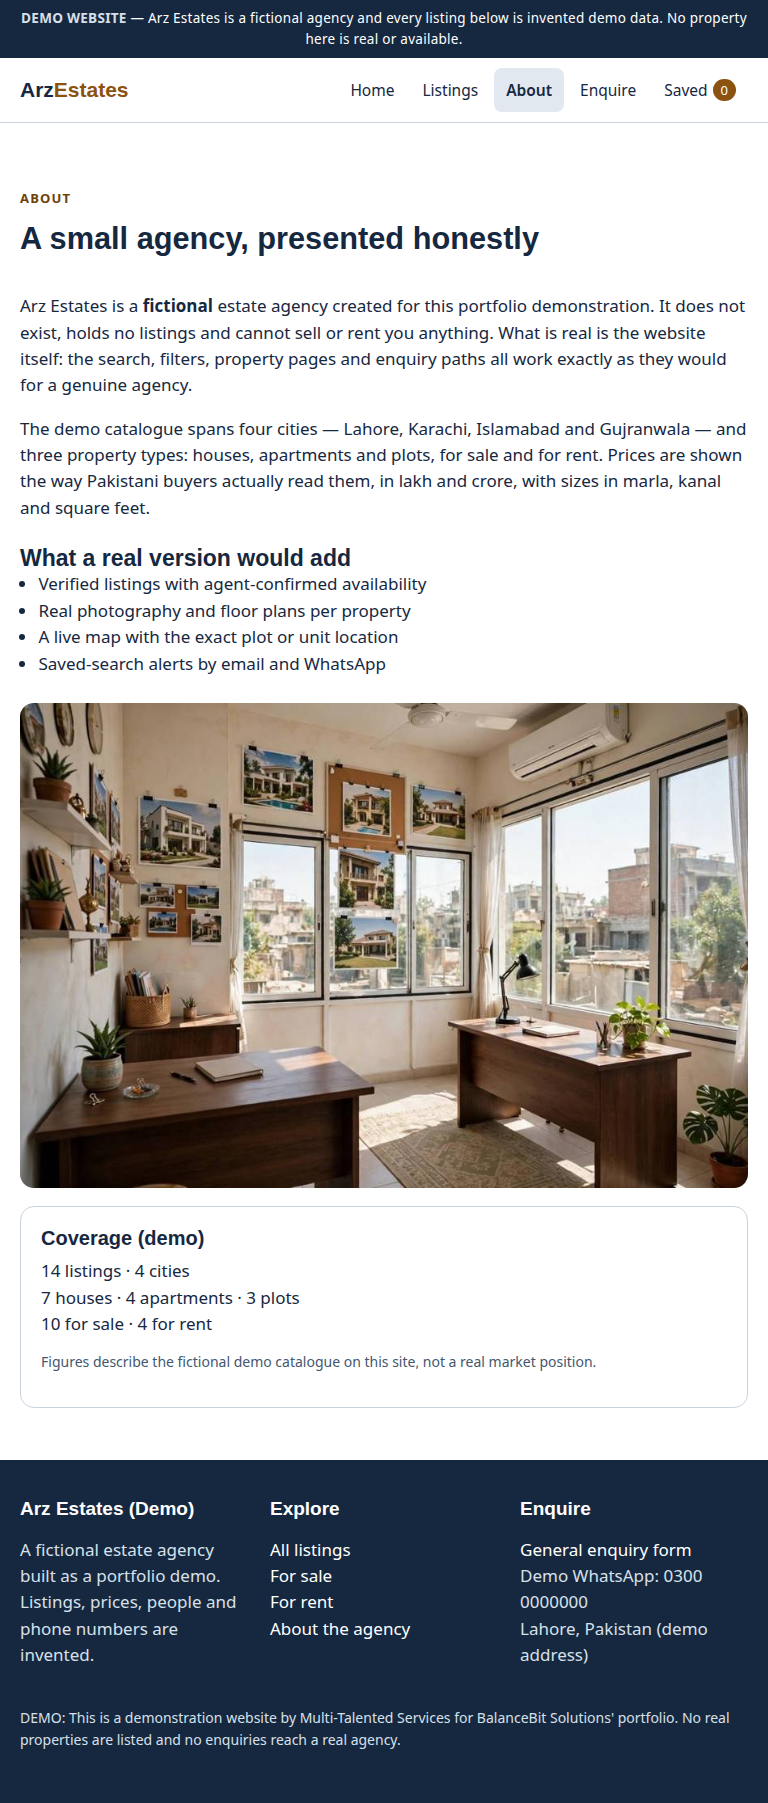 DEMO WEBSITE — Arz Estates is a fictional agency and every listing below is invented demo data. No property
here is real or available.
ArzEstates
Home
Listings
About
Enquire
Saved 0
ABOUT
A small agency, presented honestly
Arz Estates is a fictional estate agency created for this portfolio demonstration. It does not
exist, holds no listings and cannot sell or rent you anything. What is real is the website
itself: the search, filters, property pages and enquiry paths all work exactly as they would
for a genuine agency.
The demo catalogue spans four cities — Lahore, Karachi, Islamabad and Gujranwala — and
three property types: houses, apartments and plots, for sale and for rent. Prices are shown
the way Pakistani buyers actually read them, in lakh and crore, with sizes in marla, kanal
and square feet.
What a real version would add
• Verified listings with agent-confirmed availability
• Real photography and floor plans per property
• A live map with the exact plot or unit location
• Saved-search alerts by email and WhatsApp
Coverage (demo)
14 listings · 4 cities
7 houses · 4 apartments · 3 plots
10 for sale · 4 for rent
Figures describe the fictional demo catalogue on this site, not a real market position.
Arz Estates (Demo)
A fictional estate agency
built as a portfolio demo.
Listings, prices, people and
phone numbers are
invented.
Explore
All listings
For sale
For rent
About the agency
Enquire
General enquiry form
Demo WhatsApp: 0300
0000000
Lahore, Pakistan (demo
address)
DEMO: This is a demonstration website by Multi-Talented Services for BalanceBit Solutions' portfolio. No real
properties are listed and no enquiries reach a real agency.